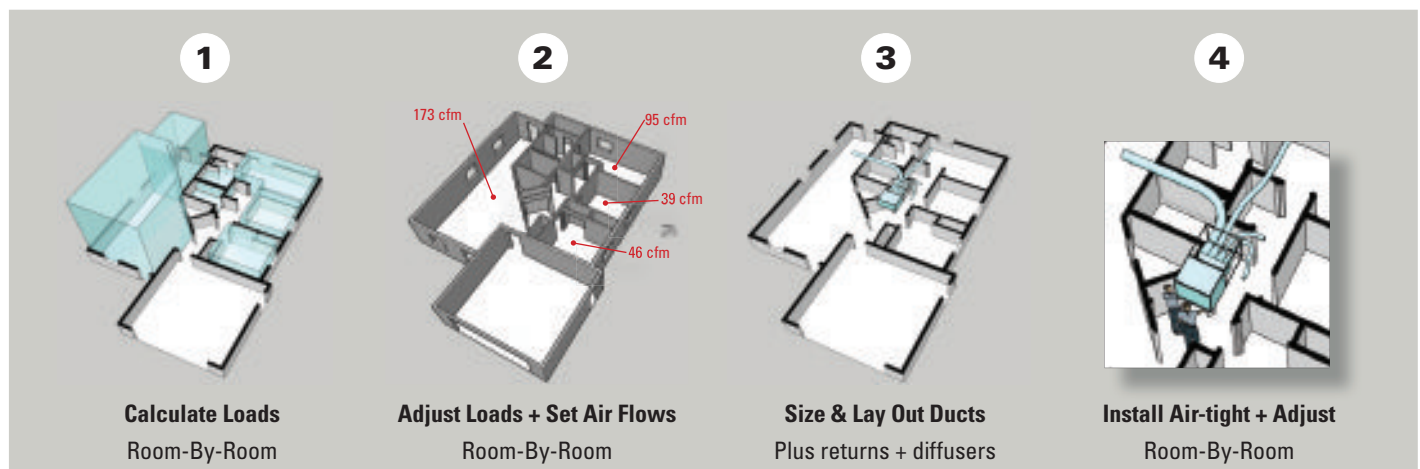 1
2
3
4
173 cfm
95 cfm
39 cfm
46 cfm
Calculate Loads
Room-By-Room
Adjust Loads + Set Air Flows
Room-By-Room
Size & Lay Out Ducts
Plus returns + diffusers
Install Air-tight + Adjust
Room-By-Room